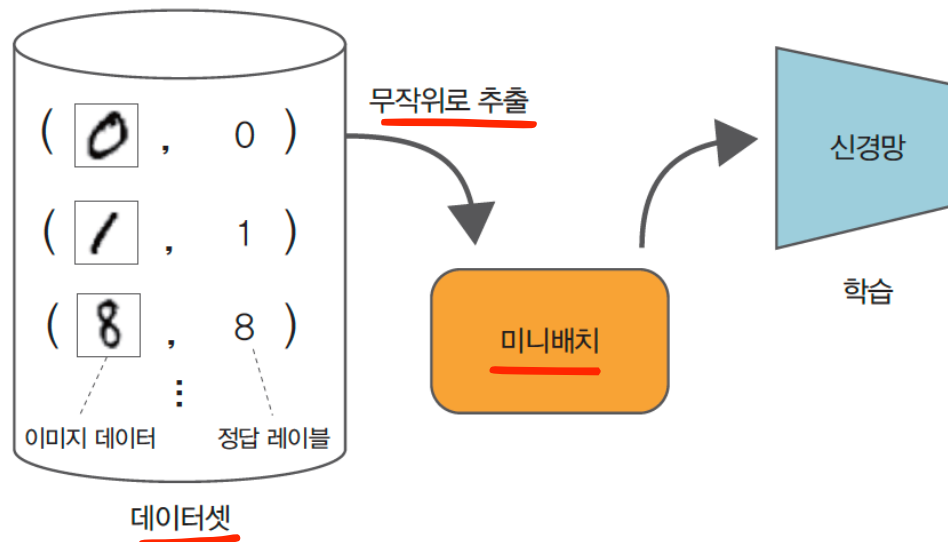 무작위로 추출
( 0 , 0 )
( 1 , 1 )
( 8 , 8 )
⋮
이미지 데이터 정답 레이블
데이터셋
미니배치
신경망
학습